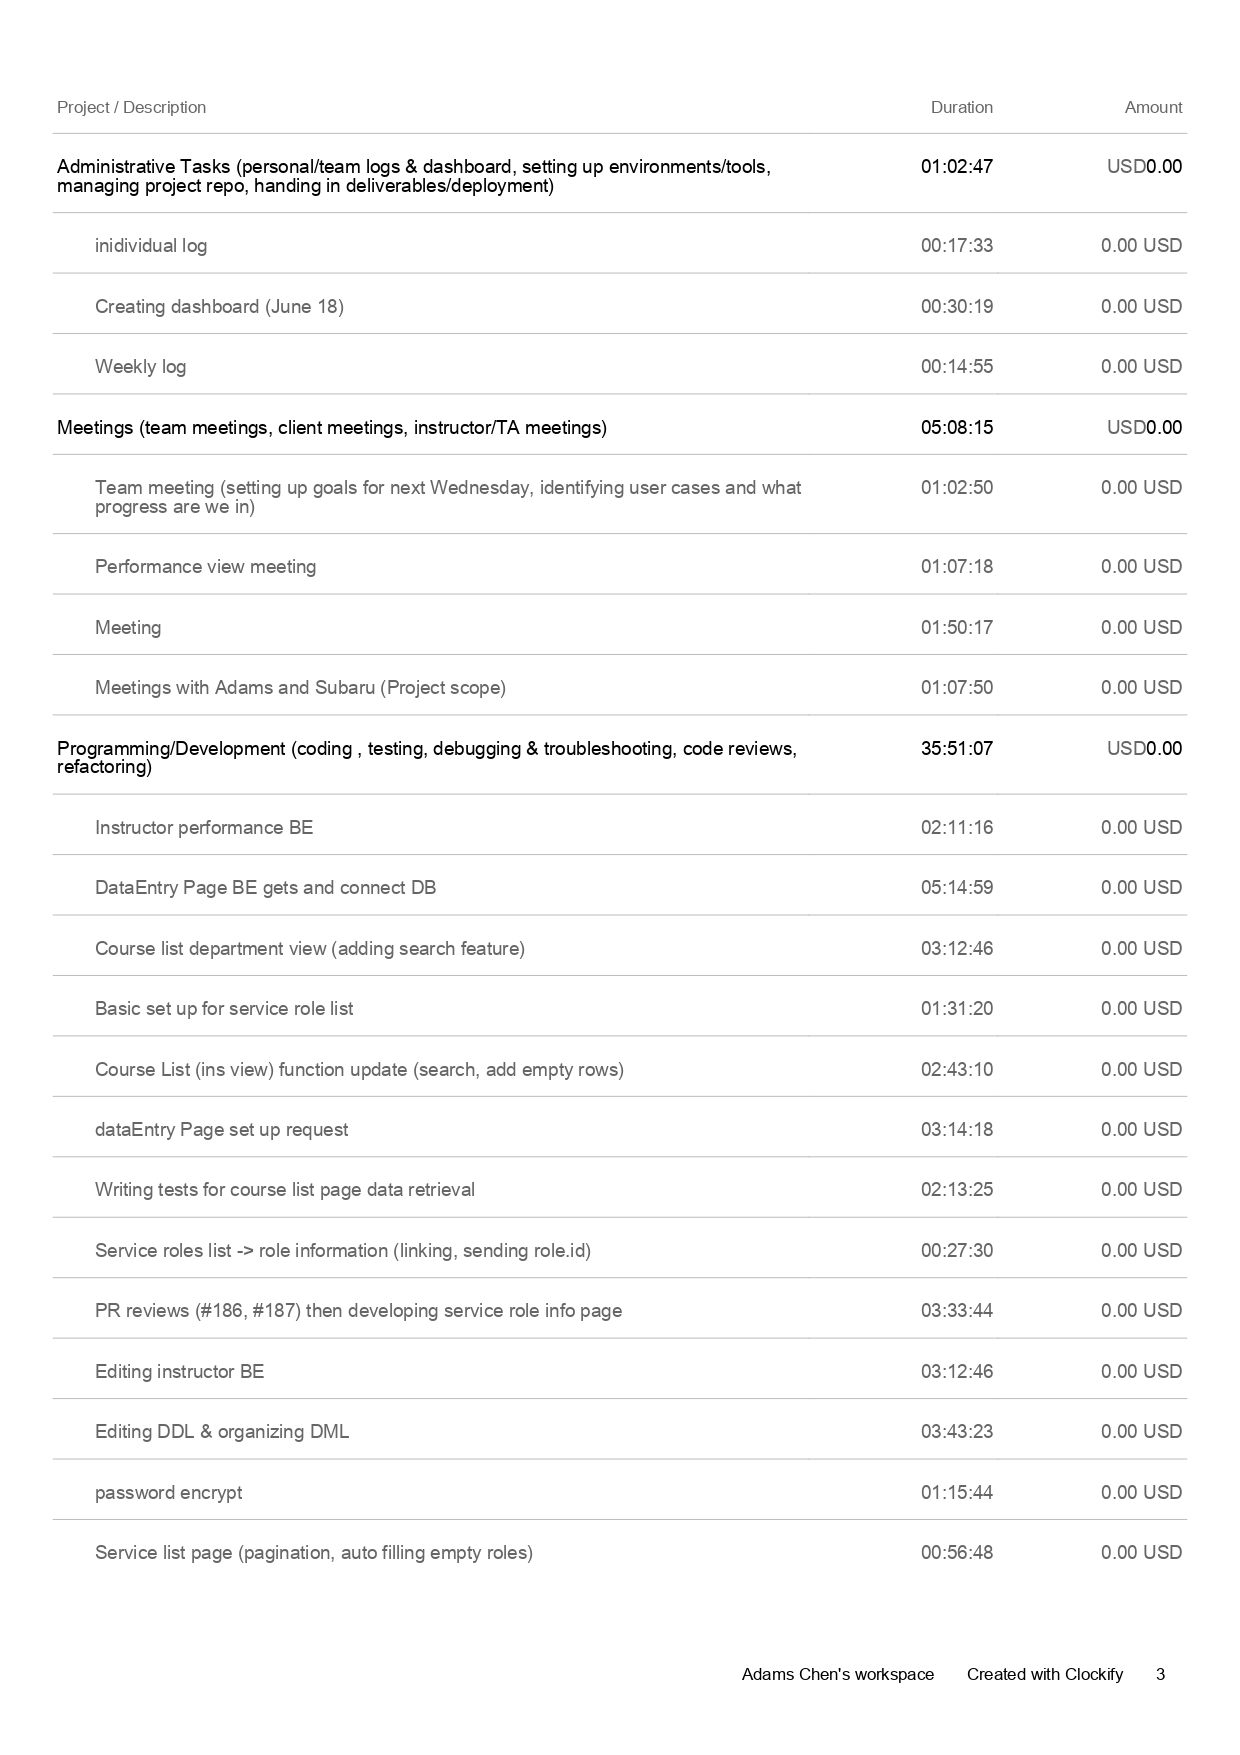 Project / Description Duration Amount
Administrative Tasks (personal/team logs & dashboard, setting up environments/tools, 01:02:47 USD0.00
managing project repo, handing in deliverables/deployment)
inidividual log 00:17:33 0.00 USD
Creating dashboard (June 18) 00:30:19 0.00 USD
Weekly log 00:14:55 0.00 USD
Meetings (team meetings, client meetings, instructor/TA meetings) 05:08:15 USD0.00
Team meeting (setting up goals for next Wednesday, identifying user cases and what 01:02:50 0.00 USD
progress are we in)
Performance view meeting 01:07:18 0.00 USD
Meeting 01:50:17 0.00 USD
Meetings with Adams and Subaru (Project scope) 01:07:50 0.00 USD
Programming/Development (coding , testing, debugging & troubleshooting, code reviews, 35:51:07 USD0.00
refactoring)
Instructor performance BE 02:11:16 0.00 USD
DataEntry Page BE gets and connect DB 05:14:59 0.00 USD
Course list department view (adding search feature) 03:12:46 0.00 USD
Basic set up for service role list 01:31:20 0.00 USD
Course List (ins view) function update (search, add empty rows) 02:43:10 0.00 USD
dataEntry Page set up request 03:14:18 0.00 USD
Writing tests for course list page data retrieval 02:13:25 0.00 USD
Service roles list -> role information (linking, sending role.id) 00:27:30 0.00 USD
PR reviews (#186, #187) then developing service role info page 03:33:44 0.00 USD
Editing instructor BE 03:12:46 0.00 USD
Editing DDL & organizing DML 03:43:23 0.00 USD
password encrypt 01:15:44 0.00 USD
Service list page (pagination, auto filling empty roles) 00:56:48 0.00 USD
Adams Chen's workspace Created with Clockify 3